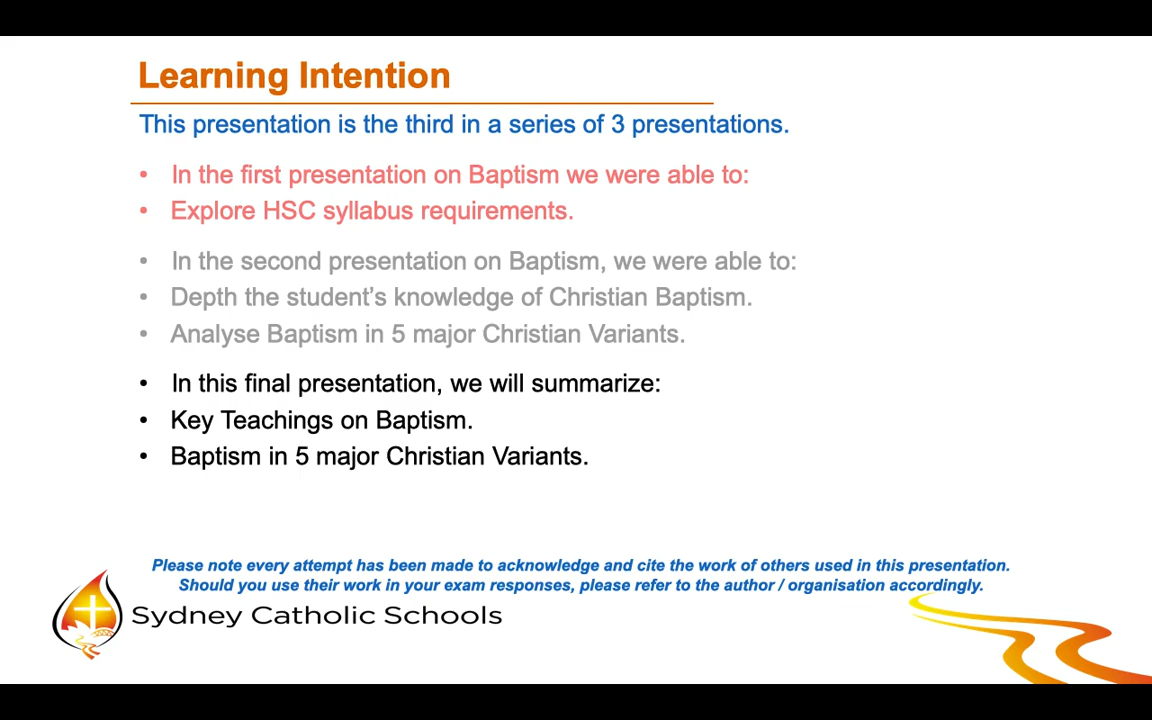 Learning Intention
This presentation is the third in a series of 3 presentations.
• In the first presentation on Baptism we were able to:
• Explore HSC syllabus requirements.
• In the second presentation on Baptism, we were able to:
• Depth the student's knowledge of Christian Baptism.
• Analyse Baptism in 5 major Christian Variants.
• In this final presentation, we will summarize:
• Key Teachings on Baptism.
• Baptism in 5 major Christian Variants.
Please note every attempt has been made to acknowledge and cite the work of others used in this presentation.
Should you use their work in your exam responses, please refer to the author / organisation accordingly.
Sydney Catholic Schools